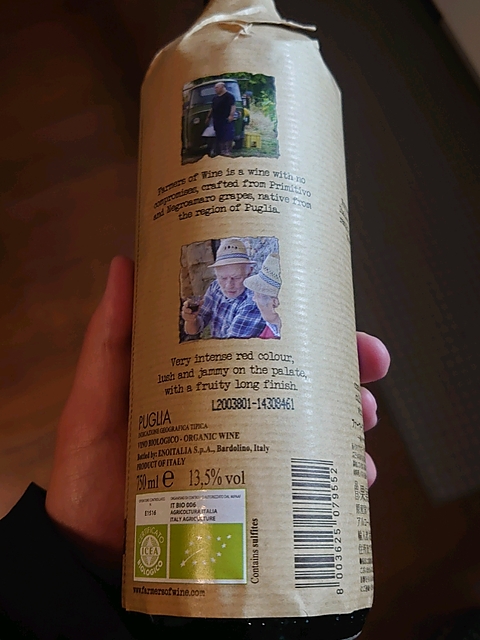 Farmers of Wine is a wine with no
compromises, crafted from Primitivo
and Negroamaro grapes, native from
the region of Puglia.
Very intense red colour,
lush and jammy on the palate,
with a fruity long finish.
L2003801-14308461
PUGLIA
INDICAZIONE GEOGRAFICA TIPICA
VINO BIOLOGICO - ORGANIC WINE
Bottled by: ENOITALIA S.p.A., Bardolino, Italy
PRODUCT OF ITALY
750 ml e 13,5% vol
IT BIO 006
AGRICOLTURA ITALIA
ITALY AGRICULTURE
E1516
CERTIFICATO
ICEA
BIOLOGICO
Contains sulfites
8 003625 079552
www.farmersofwine.com